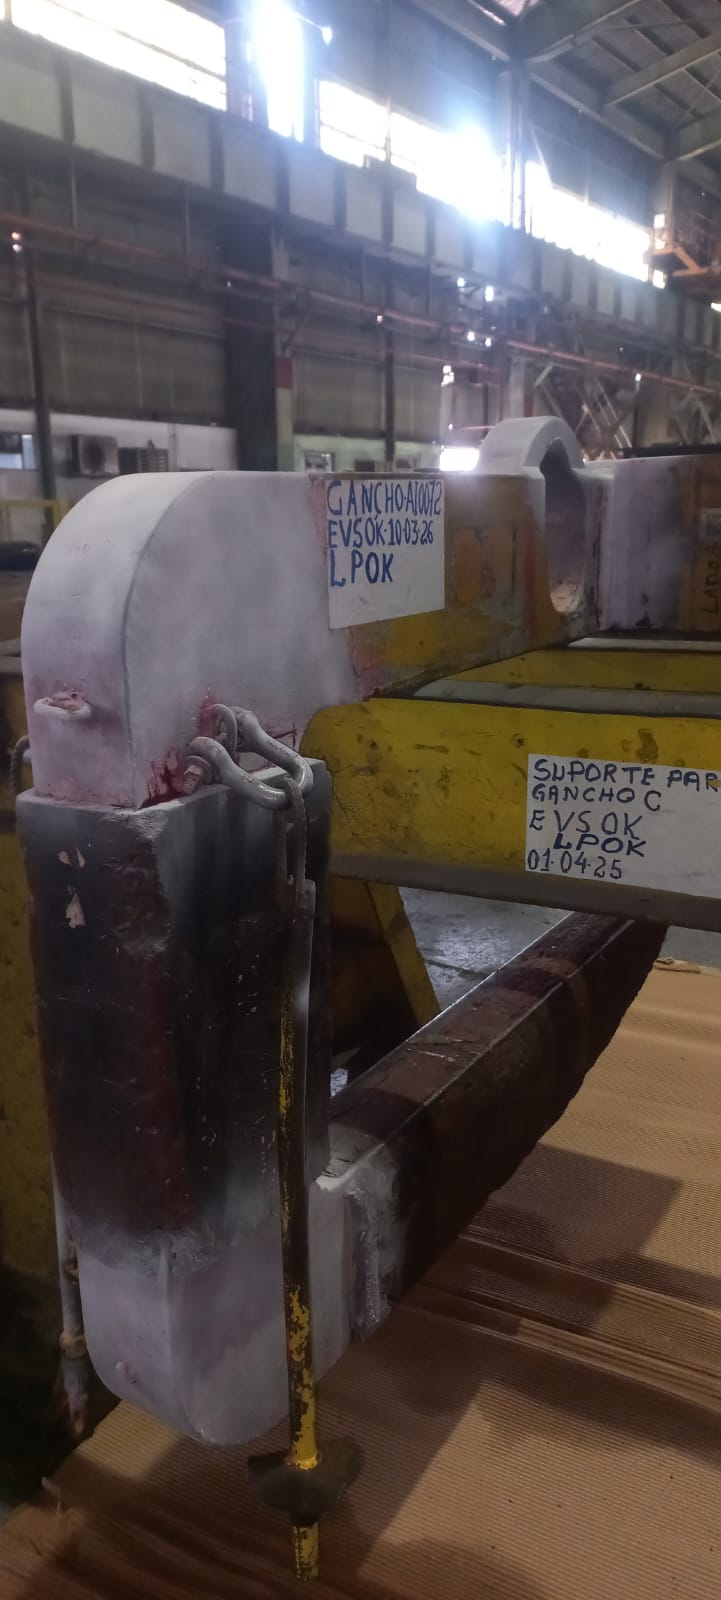 GANCHO·A10072
EVSOK·10·03·26
LPOK
SUPORTE PAR
GANCHO C
EVSOK
LPOK
01·04·25